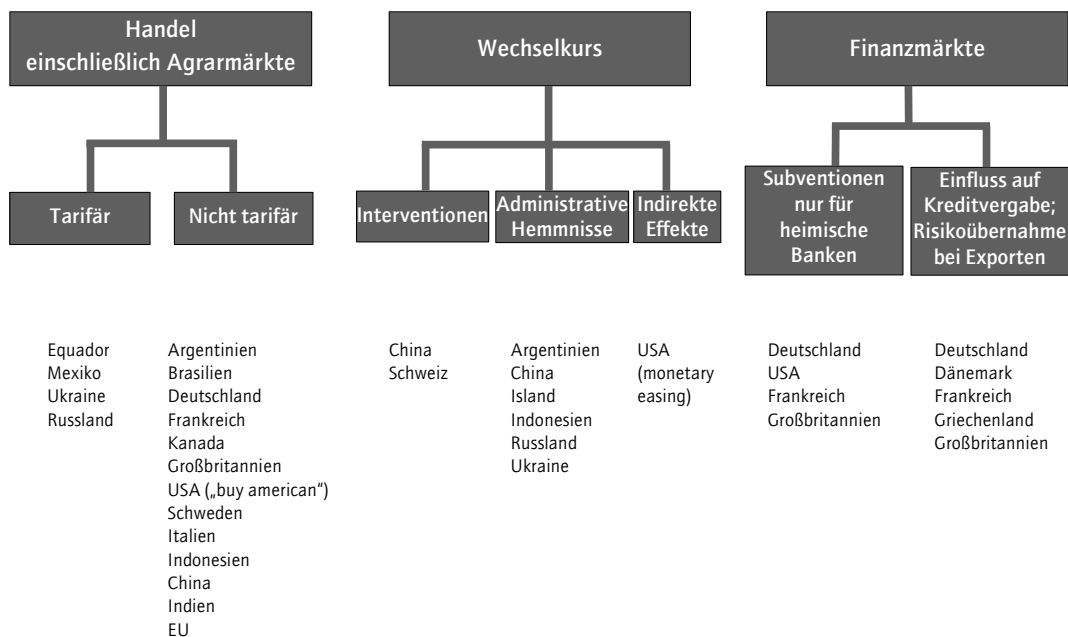 Handel
einschließlich Agrarmärkte
Tarifär
Nicht tarifär
Equador
Mexiko
Ukraine
Russland
Argentinien
Brasilien
Deutschland
Frankreich
Kanada
Großbritannien
USA („buy american“)
Schweden
Italien
Indonesien
China
Indien
EU
Wechselkurs
Interventionen
Administrative
Hemmnisse
Indirekte
Effekte
China
Schweiz
Argentinien
China
Island
Indonesien
Russland
Ukraine
USA
(monetary
easing)
Finanzmärkte
Subventionen
nur für
heimische
Banken
Einfluss auf
Kreditvergabe;
Risikoübernahme
bei Exporten
Deutschland
USA
Frankreich
Großbritannien
Deutschland
Dänemark
Frankreich
Griechenland
Großbritannien